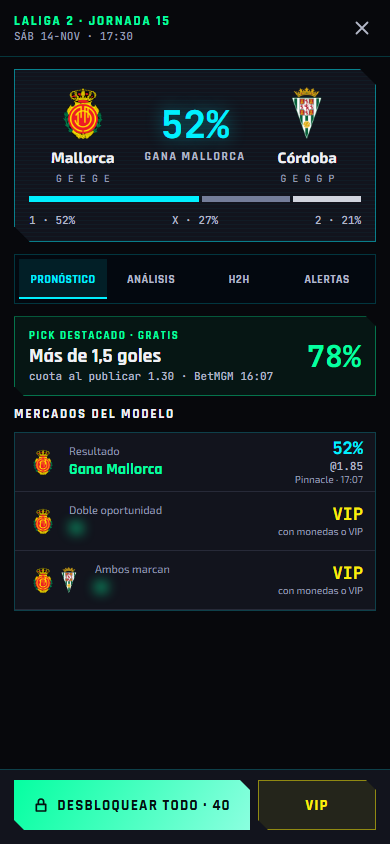 LALIGA 2 · JORNADA 15
SÁB 14-NOV · 17:30
52%
GANA MALLORCA
Mallorca
Córdoba
G E E G E
G E G G P
1 · 52%
X · 27%
2 · 21%
PRONÓSTICO
ANÁLISIS
H2H
ALERTAS
PICK DESTACADO · GRATIS
Más de 1,5 goles
cuota al publicar 1.30 · BetMGM 16:07
78%
MERCADOS DEL MODELO
Resultado
Gana Mallorca
52%
@1.85
Pinnacle · 17:07
Doble oportunidad
VIP
con monedas o VIP
Ambos marcan
VIP
con monedas o VIP
DESBLOQUEAR TODO · 40
VIP